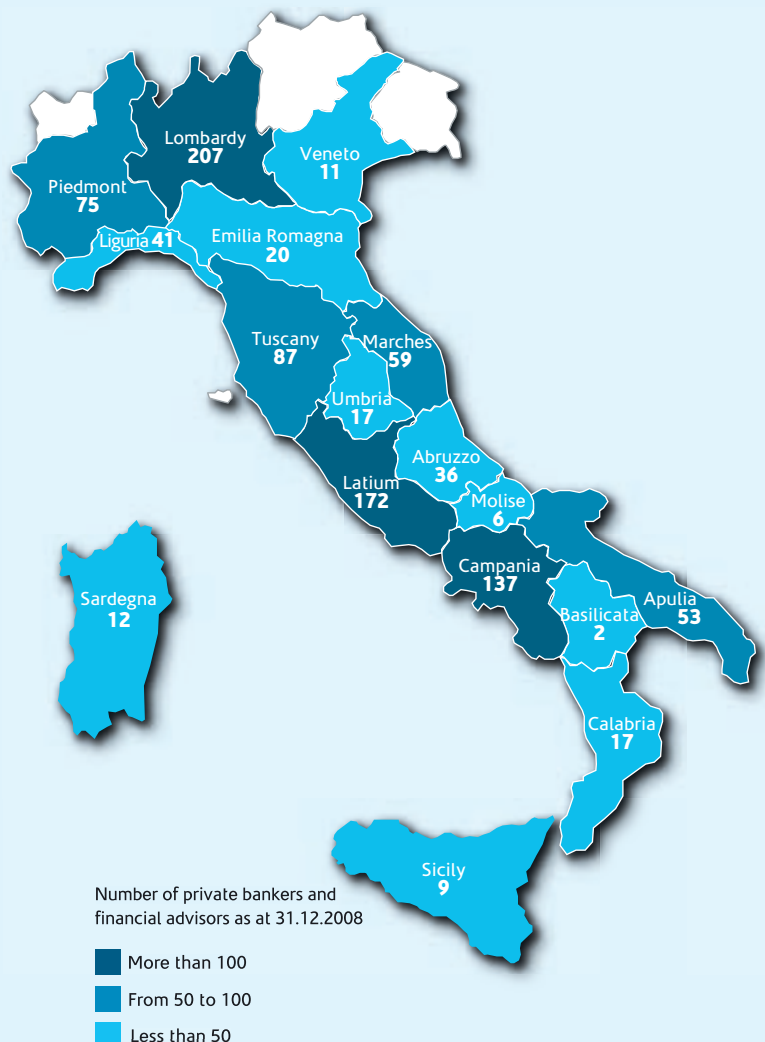 Lombardy
207
Veneto
11
Piedmont
75
Liguria 41
Emilia Romagna
20
Tuscany
87
Marches
59
Umbria
17
Abruzzo
36
Latium
172
Molise
6
Campania
137
Sardegna
12
Basilicata
2
Apulia
53
Calabria
17
Sicily
9
Number of private bankers and
financial advisors as at 31.12.2008
More than 100
From 50 to 100
Less than 50